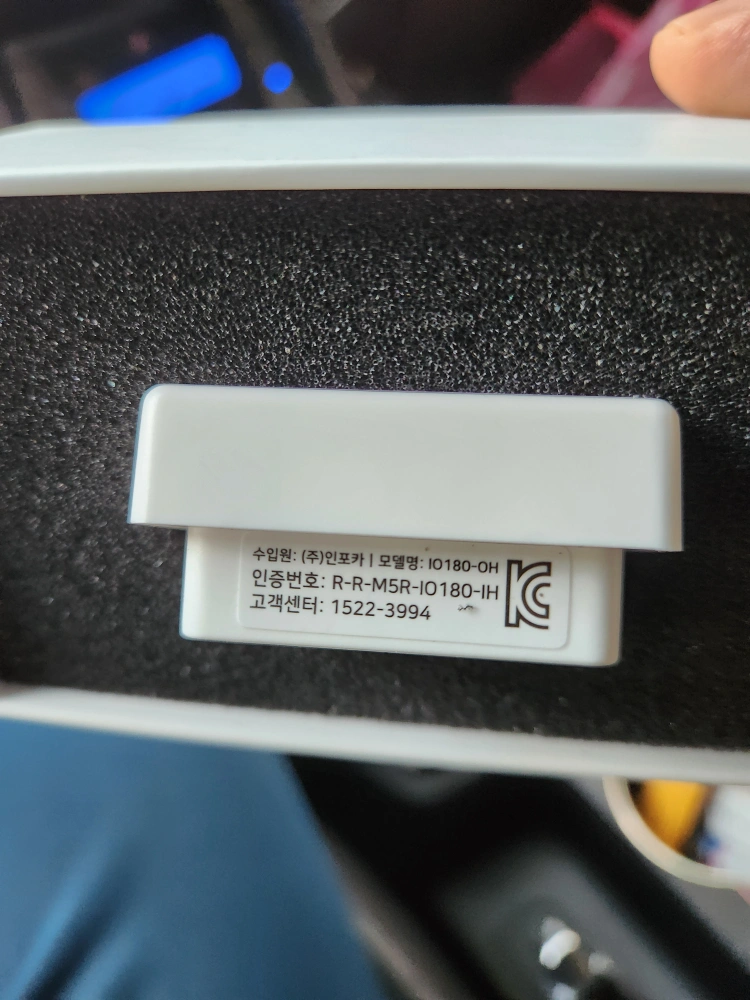 수입원: (주)인포카 | 모델명: IO180-OH
인증번호: R-R-M5R-IO180-IH
고객센터: 1522-3994